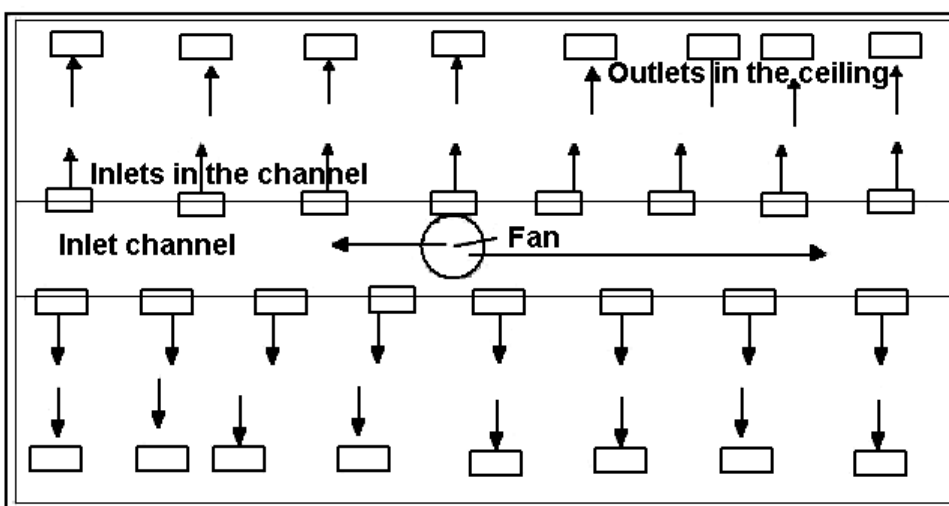 Outlets in the ceiling
Inlets in the channel
Inlet channel
Fan